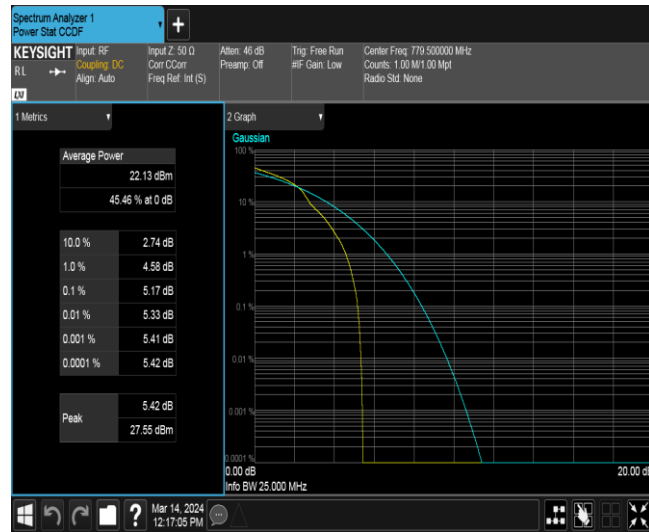 Spectrum Analyzer 1
Power Stat CCDF
+
KEYSIGHT
RL
LXI
Input: RF
Coupling: DC
Align: Auto
Input Z: 50 Ω
Corr CCorr
Freq Ref: Int (S)
Atten: 46 dB
Preamp: Off
Trig: Free Run
#IF Gain: Low
Center Freq: 779.500000 MHz
Counts: 1.00 M/1.00 Mpt
Radio Std: None
1 Metrics
Average Power
22.13 dBm
45.46 % at 0 dB
10.0 % 2.74 dB
1.0 % 4.58 dB
0.1 % 5.17 dB
0.01 % 5.33 dB
0.001 % 5.41 dB
0.0001 % 5.42 dB
Peak
5.42 dB
27.55 dBm
2 Graph
Gaussian
100 %
10 %
1 %
0.1 %
0.01 %
0.001 %
0.0001 %
0.00 dB
20.00 dB
Info BW 25.000 MHz
?
Mar 14, 2024
12:17:05 PM